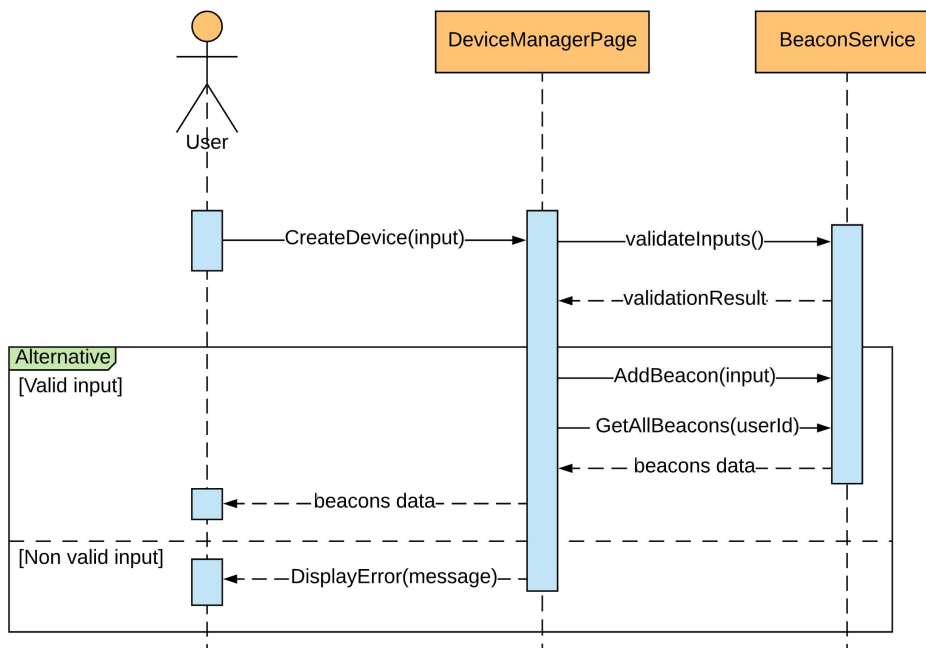 DeviceManagerPage
BeaconService
User
CreateDevice(input)
validateInputs()
validationResult
Alternative
[Valid input]
AddBeacon(input)
GetAllBeacons(userId)
beacons data
beacons data
[Non valid input]
DisplayError(message)